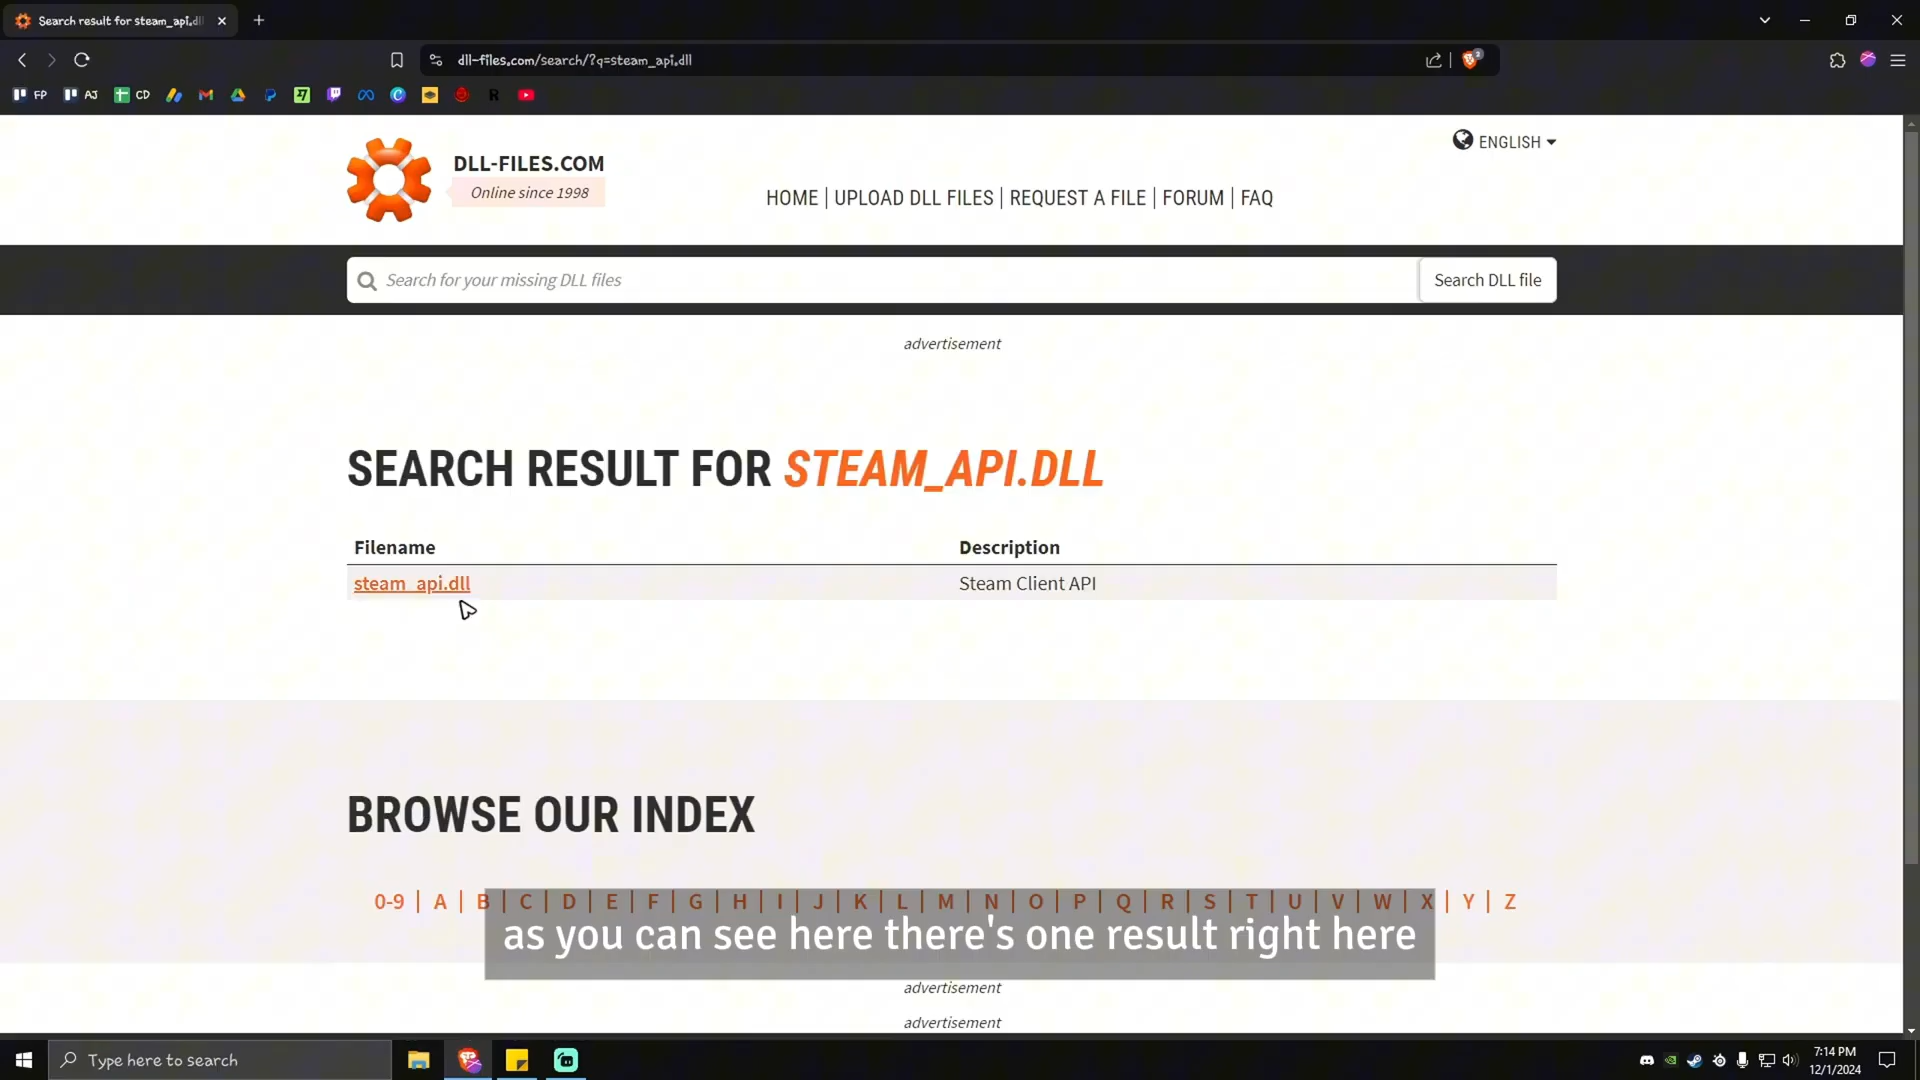 Search result for steam_api.dl
dll-files.com/search/?q=steam_api.dll
FP
AJ
CD
DLL-FILES.COM
Online since 1998
ENGLISH
HOME | UPLOAD DLL FILES | REQUEST A FILE | FORUM | FAQ
Search for your missing DLL files
Search DLL file
advertisement
SEARCH RESULT FOR STEAM_API.DLL
Filename
Description
steam_api.dll
Steam Client API
BROWSE OUR INDEX
0-9 | A | B | C | D | E | F | G | H | I | J | K | L | M | N | O | P | Q | R | S | T | U | V | W | X | Y | Z
as you can see here there's one result right here
advertisement
advertisement
Type here to search
7:14 PM
12/1/2024